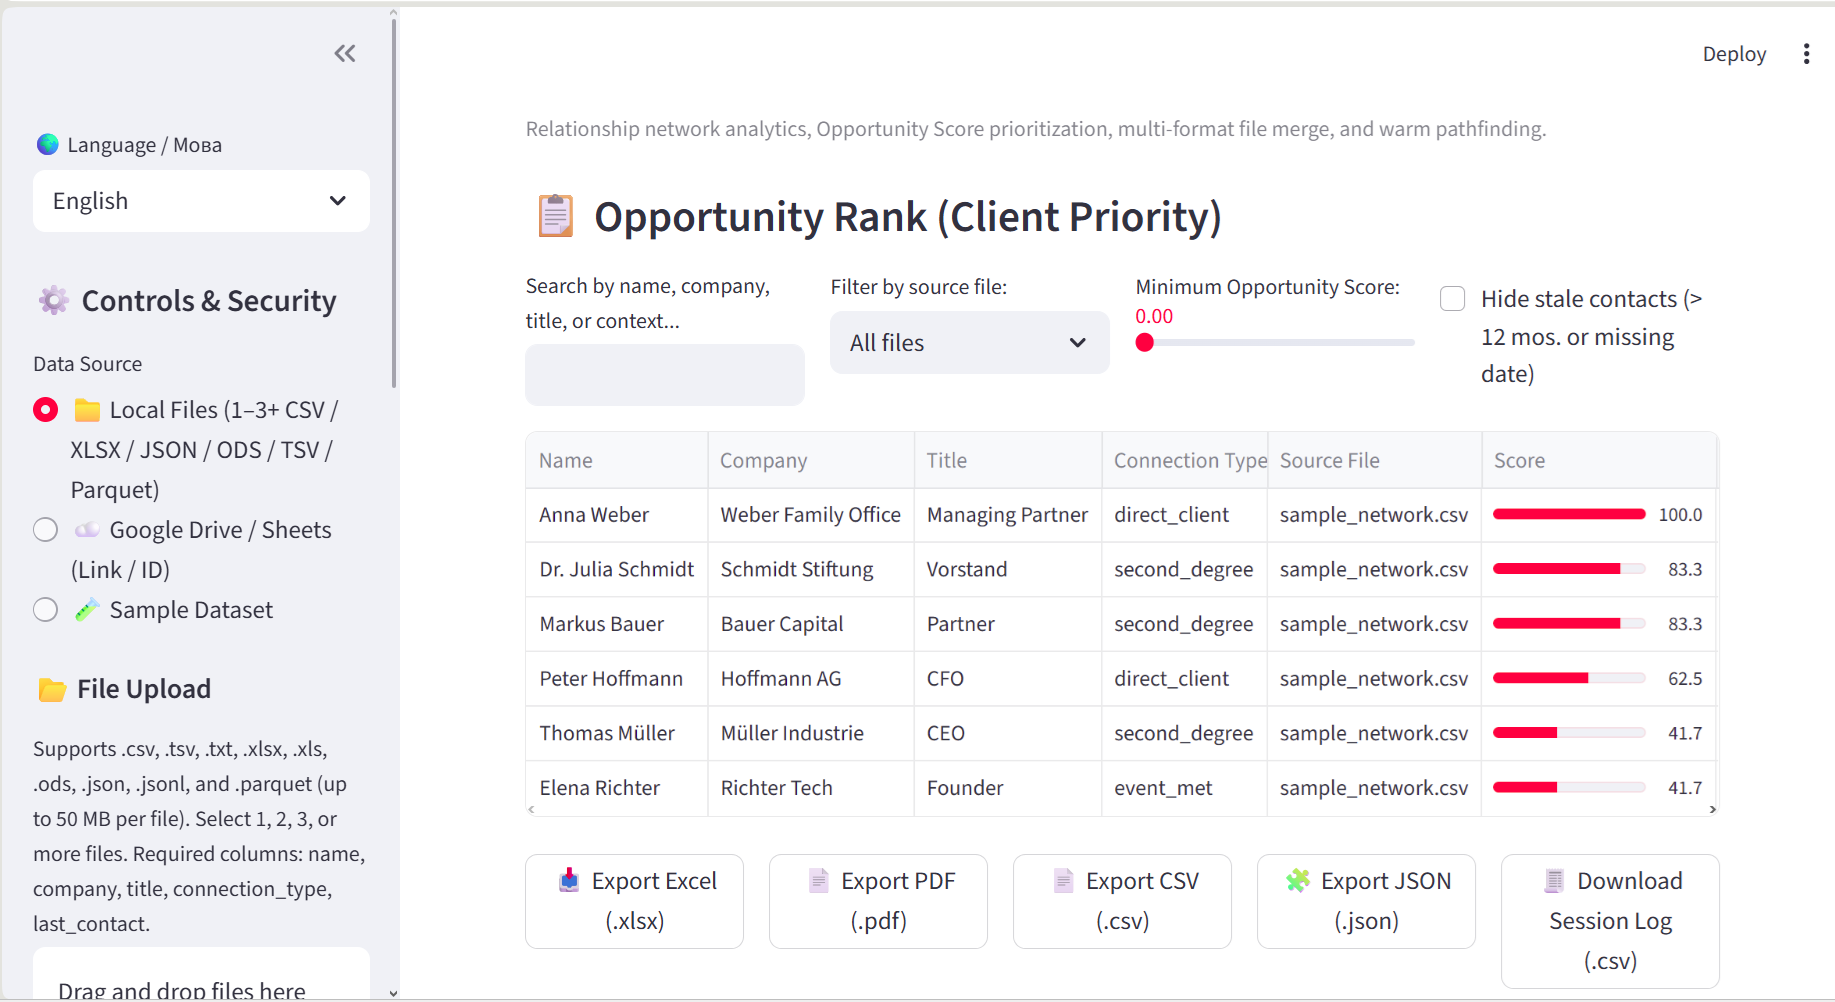 Language / Мова
English
Controls & Security
Data Source
Local Files (1–3+ CSV /
XLSX / JSON / ODS / TSV /
Parquet)
Google Drive / Sheets
(Link / ID)
Sample Dataset
File Upload
Supports .csv, .tsv, .txt, .xlsx, .xls,
.ods, .json, .jsonl, and .parquet (up
to 50 MB per file). Select 1, 2, 3, or
more files. Required columns: name,
company, title, connection_type,
last_contact.
Drag and drop files here
Deploy
Relationship network analytics, Opportunity Score prioritization, multi-format file merge, and warm pathfinding.
Opportunity Rank (Client Priority)
Search by name, company,
title, or context...
Filter by source file:
All files
Minimum Opportunity Score:
0.00
Hide stale contacts (>
12 mos. or missing
date)
Name Company Title Connection Type Source File Score
Anna Weber Weber Family Office Managing Partner direct_client sample_network.csv 100.0
Dr. Julia Schmidt Schmidt Stiftung Vorstand second_degree sample_network.csv 83.3
Markus Bauer Bauer Capital Partner second_degree sample_network.csv 83.3
Peter Hoffmann Hoffmann AG CFO direct_client sample_network.csv 62.5
Thomas Müller Müller Industrie CEO second_degree sample_network.csv 41.7
Elena Richter Richter Tech Founder event_met sample_network.csv 41.7
Export Excel
(.xlsx)
Export PDF
(.pdf)
Export CSV
(.csv)
Export JSON
(.json)
Download
Session Log
(.csv)